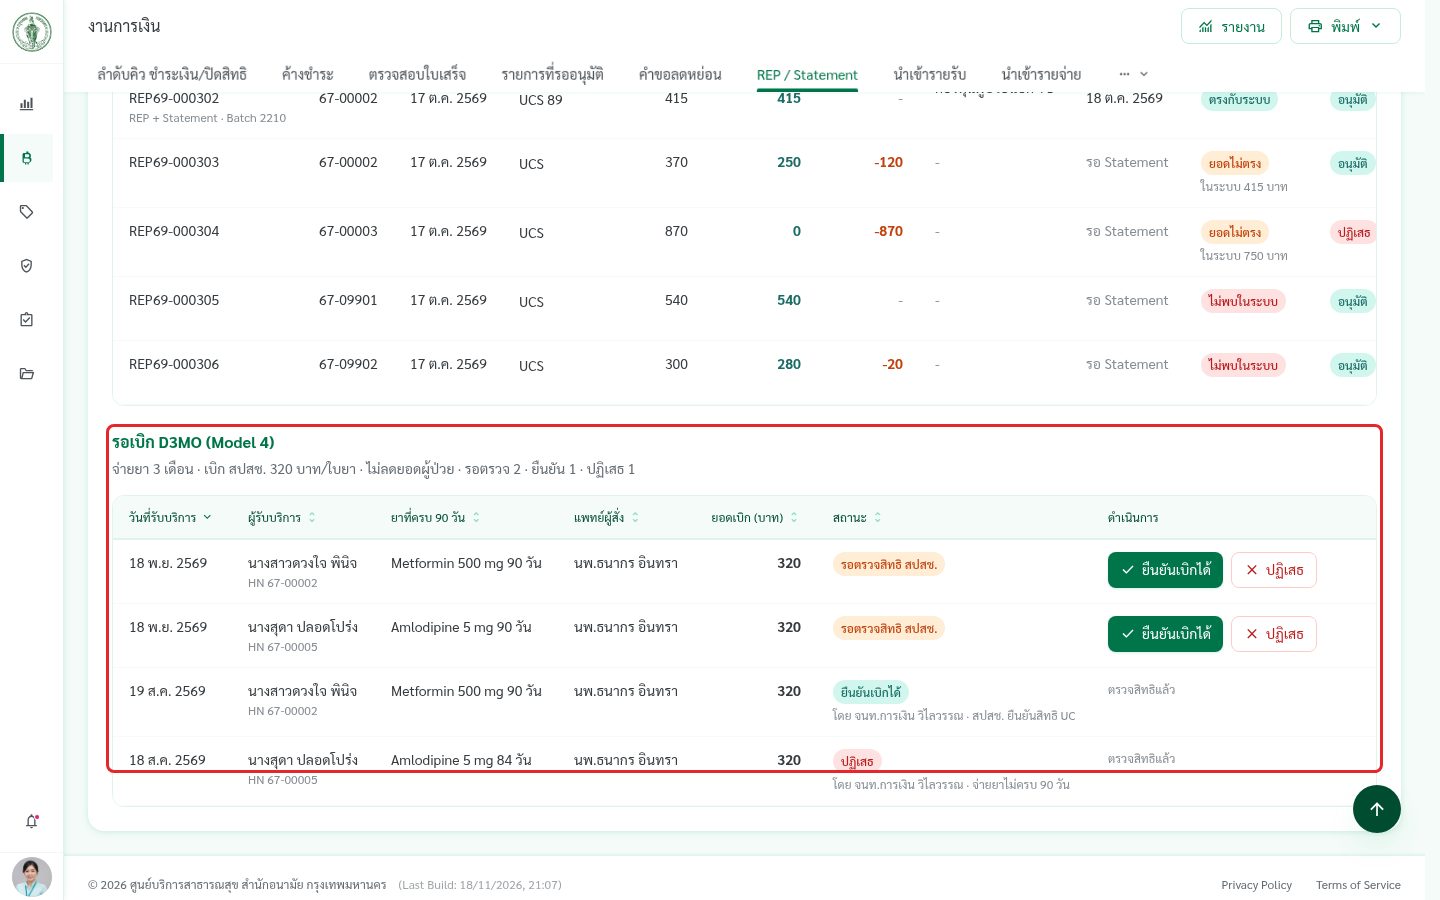 งานการเงิน
รายงาน
พิมพ์
ลำดับคิว ชำระเงิน/ปิดสิทธิ ค้างชำระ ตรวจสอบใบเสร็จ รายการที่รออนุมัติ คำขอลดหย่อน REP / Statement นำเข้ารายรับ นำเข้ารายจ่าย ...
REP69-000302 67-00002 17 ต.ค. 2569 UCS 89 415 415 - 18 ต.ค. 2569 ตรงกับระบบ อนุมัติ
REP + Statement · Batch 2210
REP69-000303 67-00002 17 ต.ค. 2569 UCS 370 250 -120 - รอ Statement ยอดไม่ตรง อนุมัติ
ในระบบ 415 บาท
REP69-000304 67-00003 17 ต.ค. 2569 UCS 870 0 -870 - รอ Statement ยอดไม่ตรง ปฏิเสธ
ในระบบ 750 บาท
REP69-000305 67-09901 17 ต.ค. 2569 UCS 540 540 - - รอ Statement ไม่พบในระบบ อนุมัติ
REP69-000306 67-09902 17 ต.ค. 2569 UCS 300 280 -20 - รอ Statement ไม่พบในระบบ อนุมัติ
รอเบิก D3MO (Model 4)
จ่ายยา 3 เดือน · เบิก สปสช. 320 บาท/ใบยา · ไม่ลดยอดผู้ป่วย · รอตรวจ 2 · ยืนยัน 1 · ปฏิเสธ 1
วันที่รับบริการ ผู้รับบริการ ยาที่ครบ 90 วัน แพทย์ผู้สั่ง ยอดเบิก (บาท) สถานะ ดำเนินการ
18 พ.ย. 2569 นางสาวดวงใจ พินิจ Metformin 500 mg 90 วัน นพ.ธนากร อินทรา 320 รอตรวจสิทธิ สปสช. ยืนยันเบิกได้ ปฏิเสธ
HN 67-00002
18 พ.ย. 2569 นางสุดา ปลอดโปร่ง Amlodipine 5 mg 90 วัน นพ.ธนากร อินทรา 320 รอตรวจสิทธิ สปสช. ยืนยันเบิกได้ ปฏิเสธ
HN 67-00005
19 ส.ค. 2569 นางสาวดวงใจ พินิจ Metformin 500 mg 90 วัน นพ.ธนากร อินทรา 320 ยืนยันเบิกได้ ตรวจสิทธิแล้ว
HN 67-00002 โดย จนท.การเงิน วิไลวรรณ · สปสช. ยืนยันสิทธิ UC
18 ส.ค. 2569 นางสุดา ปลอดโปร่ง Amlodipine 5 mg 84 วัน นพ.ธนากร อินทรา 320 ปฏิเสธ ตรวจสิทธิแล้ว
HN 67-00005 โดย จนท.การเงิน วิไลวรรณ · จ่ายยาไม่ครบ 90 วัน
© 2026 ศูนย์บริการสาธารณสุข สำนักอนามัย กรุงเทพมหานคร (Last Build: 18/11/2026, 21:07) Privacy Policy Terms of Service